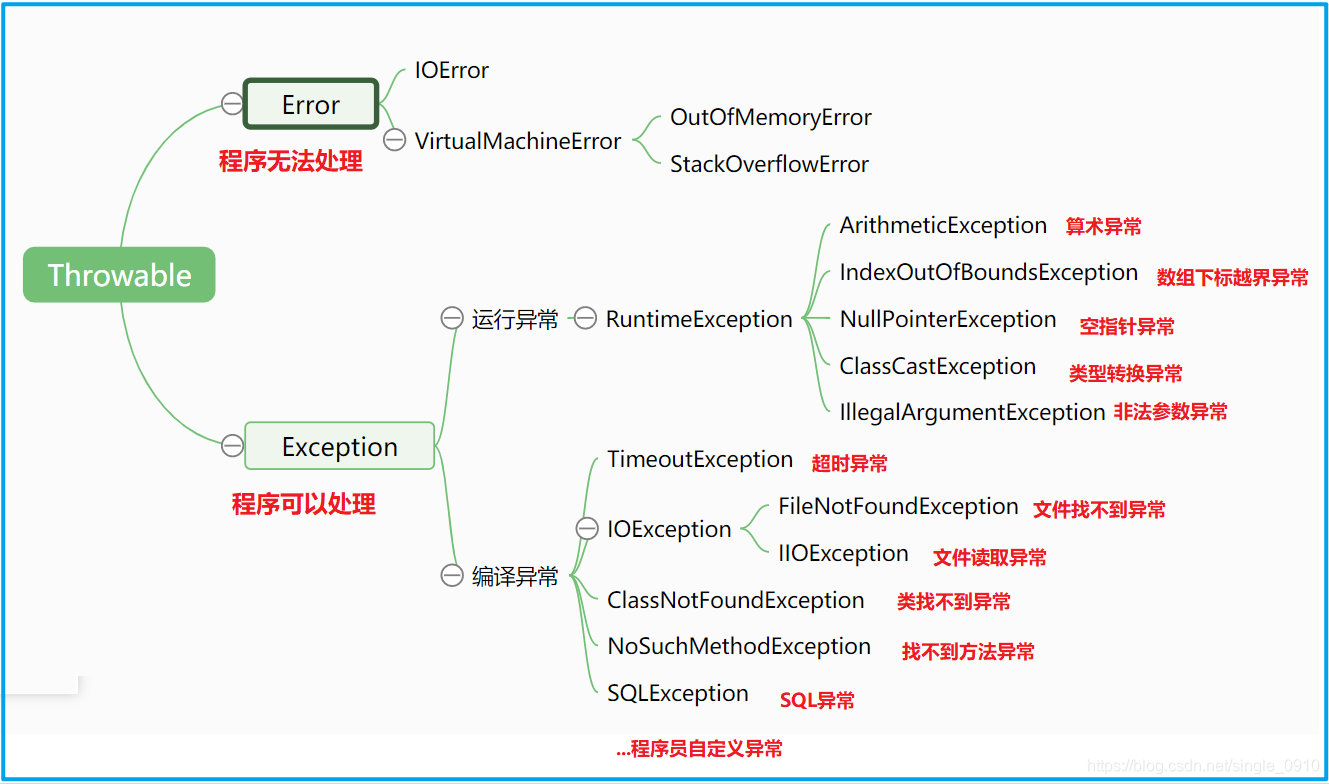 IOError
Error
OutOfMemoryError
VirtualMachineError
程序无法处理
StackOverflowError
ArithmeticException 算术异常
Throwable
IndexOutOfBoundsException 数组下标越界异常
运行异常
RuntimeException
NullPointerException 空指针异常
ClassCastException 类型转换异常
IllegalArgumentException 非法参数异常
Exception
程序可以处理
TimeoutException 超时异常
FileNotFoundException 文件找不到异常
IOException
IIOException 文件读取异常
编译异常
ClassNotFoundException 类找不到异常
NoSuchMethodException 找不到方法异常
SQLException SQL异常
...程序员自定义异常
https://blog.csdn.net/single_0910